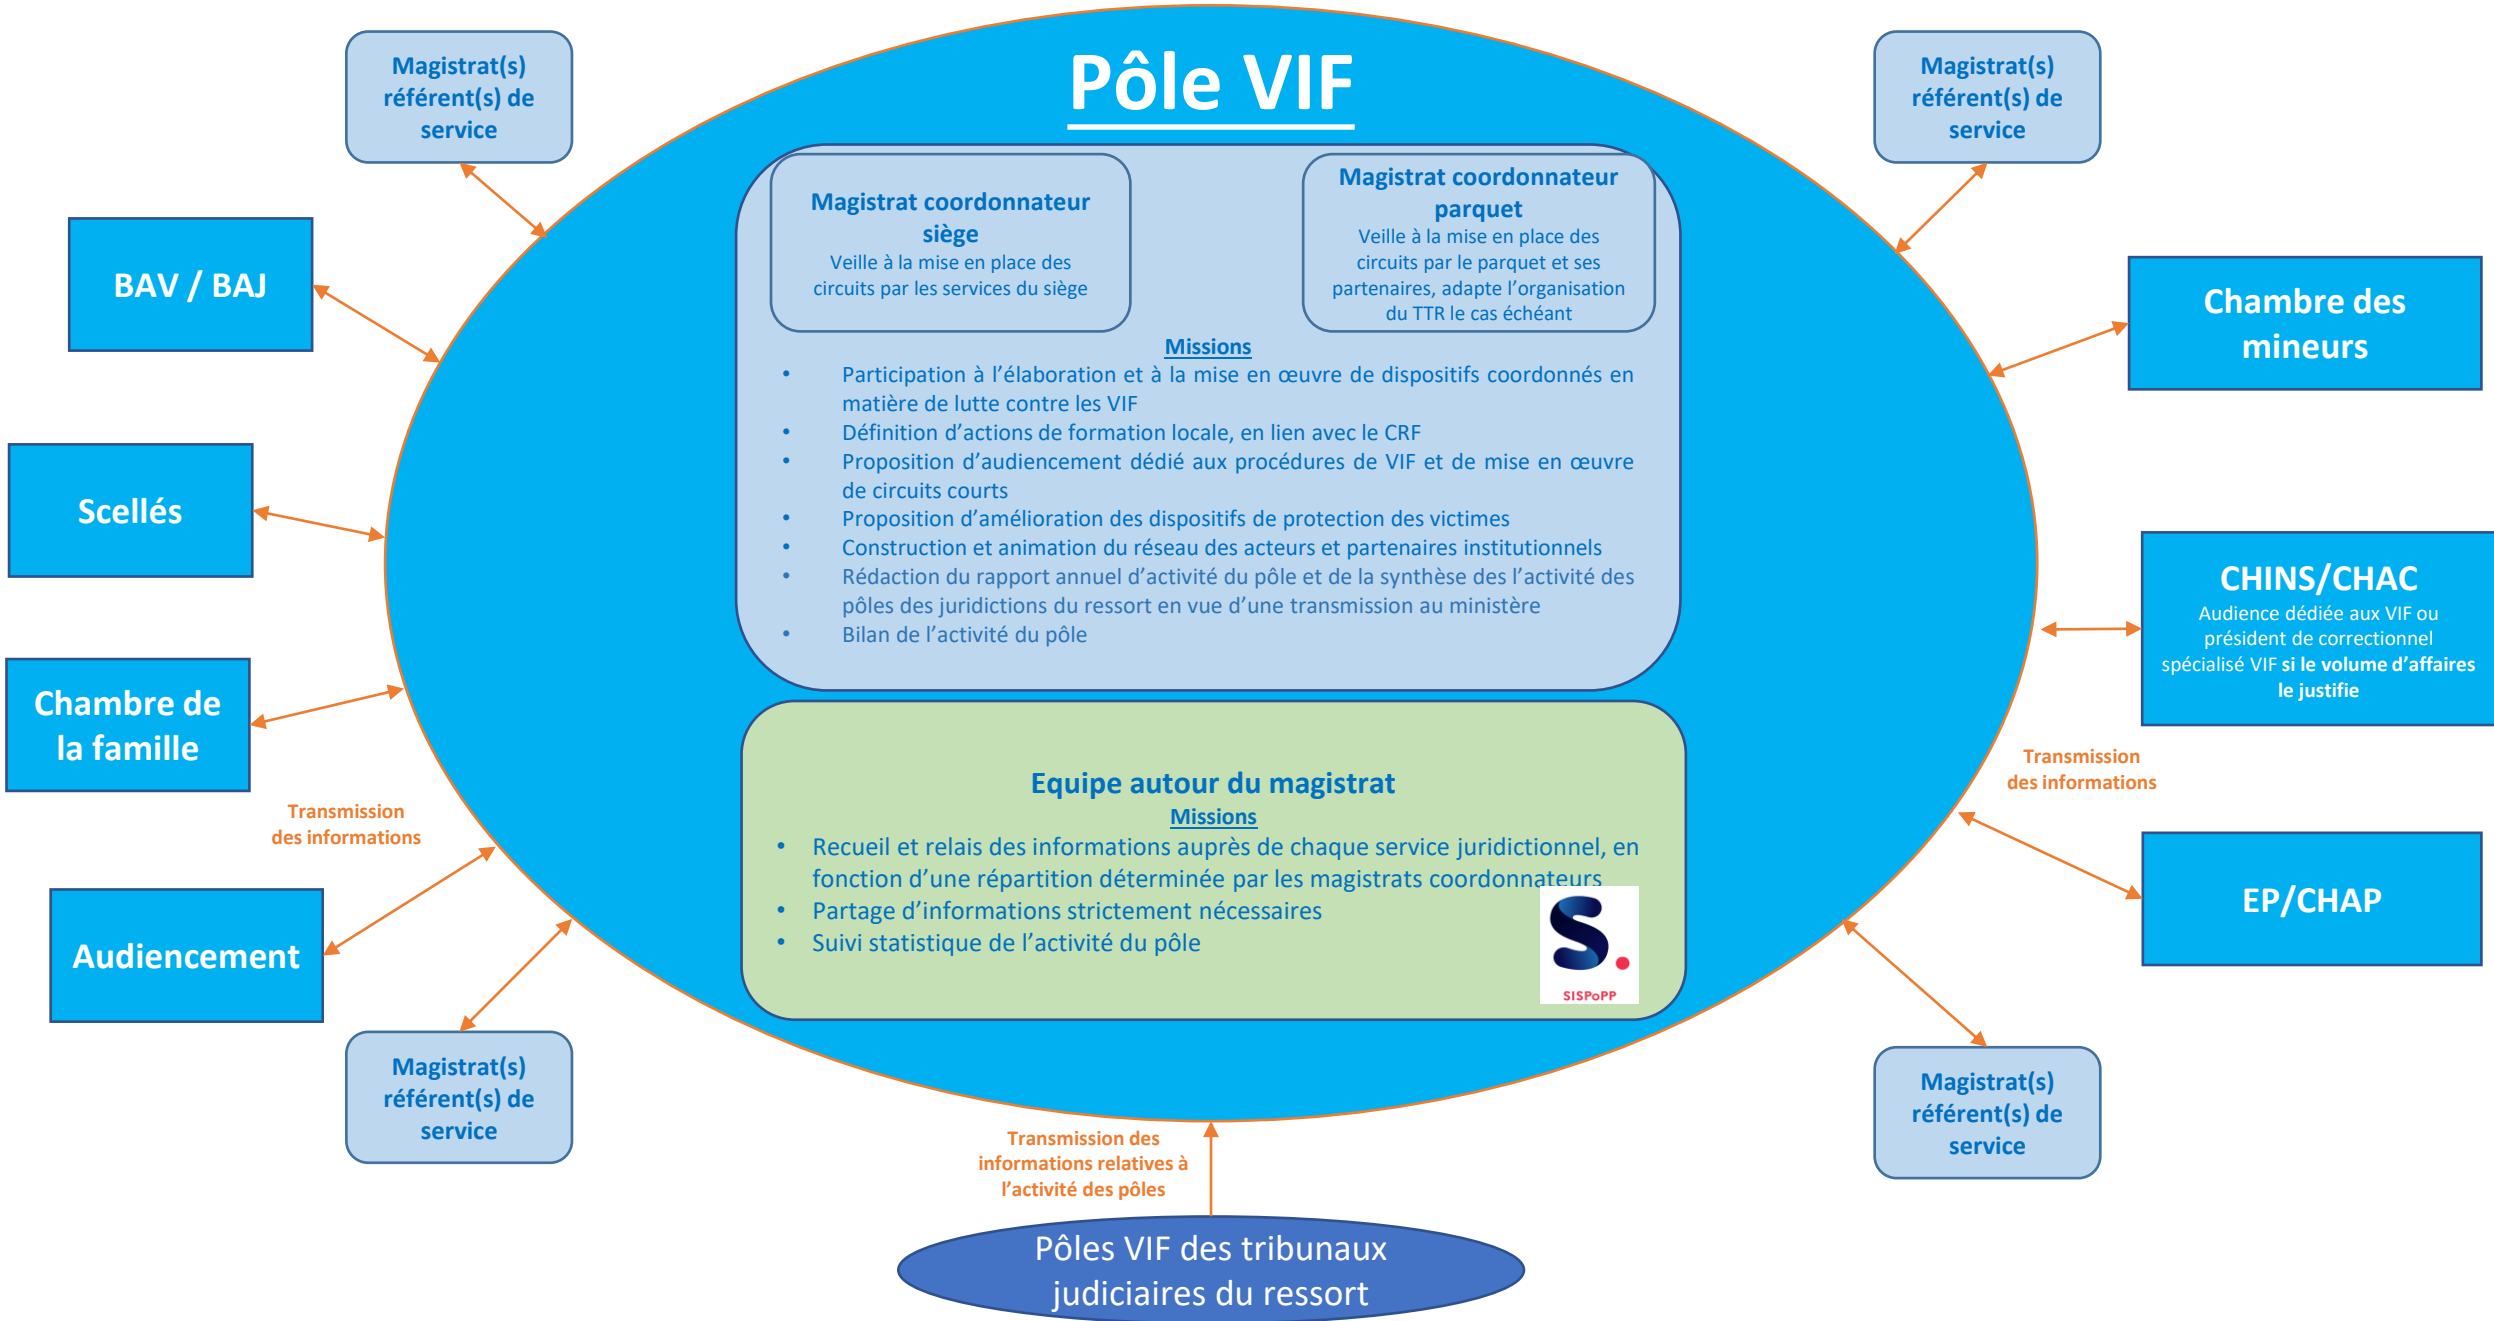 Pôle VIF
Magistrat(s)
référent(s) de
service
BAV / BAJ
Scellés
Chambre de
la famille
Transmission
des informations
Audiencement
Magistrat(s)
référent(s) de
service
Magistrat coordonnateur
siège
Veille à la mise en place des
circuits par les services du siège
Magistrat coordonnateur
parquet
Veille à la mise en place des
circuits par le parquet et ses
partenaires, adapte l’organisation
du TTR le cas échéant
Missions
• Participation à l’élaboration et à la mise en œuvre de dispositifs coordonnés en
matière de lutte contre les VIF
• Définition d’actions de formation locale, en lien avec le CRF
• Proposition d’audiencement dédié aux procédures de VIF et de mise en œuvre
de circuits courts
• Proposition d’amélioration des dispositifs de protection des victimes
• Construction et animation du réseau des acteurs et partenaires institutionnels
• Rédaction du rapport annuel d’activité du pôle et de la synthèse des l’activité des
pôles des juridictions du ressort en vue d’une transmission au ministère
• Bilan de l’activité du pôle
Equipe autour du magistrat
Missions
• Recueil et relais des informations auprès de chaque service juridictionnel, en
fonction d’une répartition déterminée par les magistrats coordonnateurs
• Partage d’informations strictement nécessaires
• Suivi statistique de l’activité du pôle
S.
SISPoPP
Magistrat(s)
référent(s) de
service
Chambre des
mineurs
CHINS/CHAC
Audience dédiée aux VIF ou
président de correctionnel
spécialisé VIF si le volume d’affaires
le justifie
Transmission
des informations
EP/CHAP
Magistrat(s)
référent(s) de
service
Transmission des
informations relatives à
l’activité des pôles
Pôles VIF des tribunaux
judiciaires du ressort